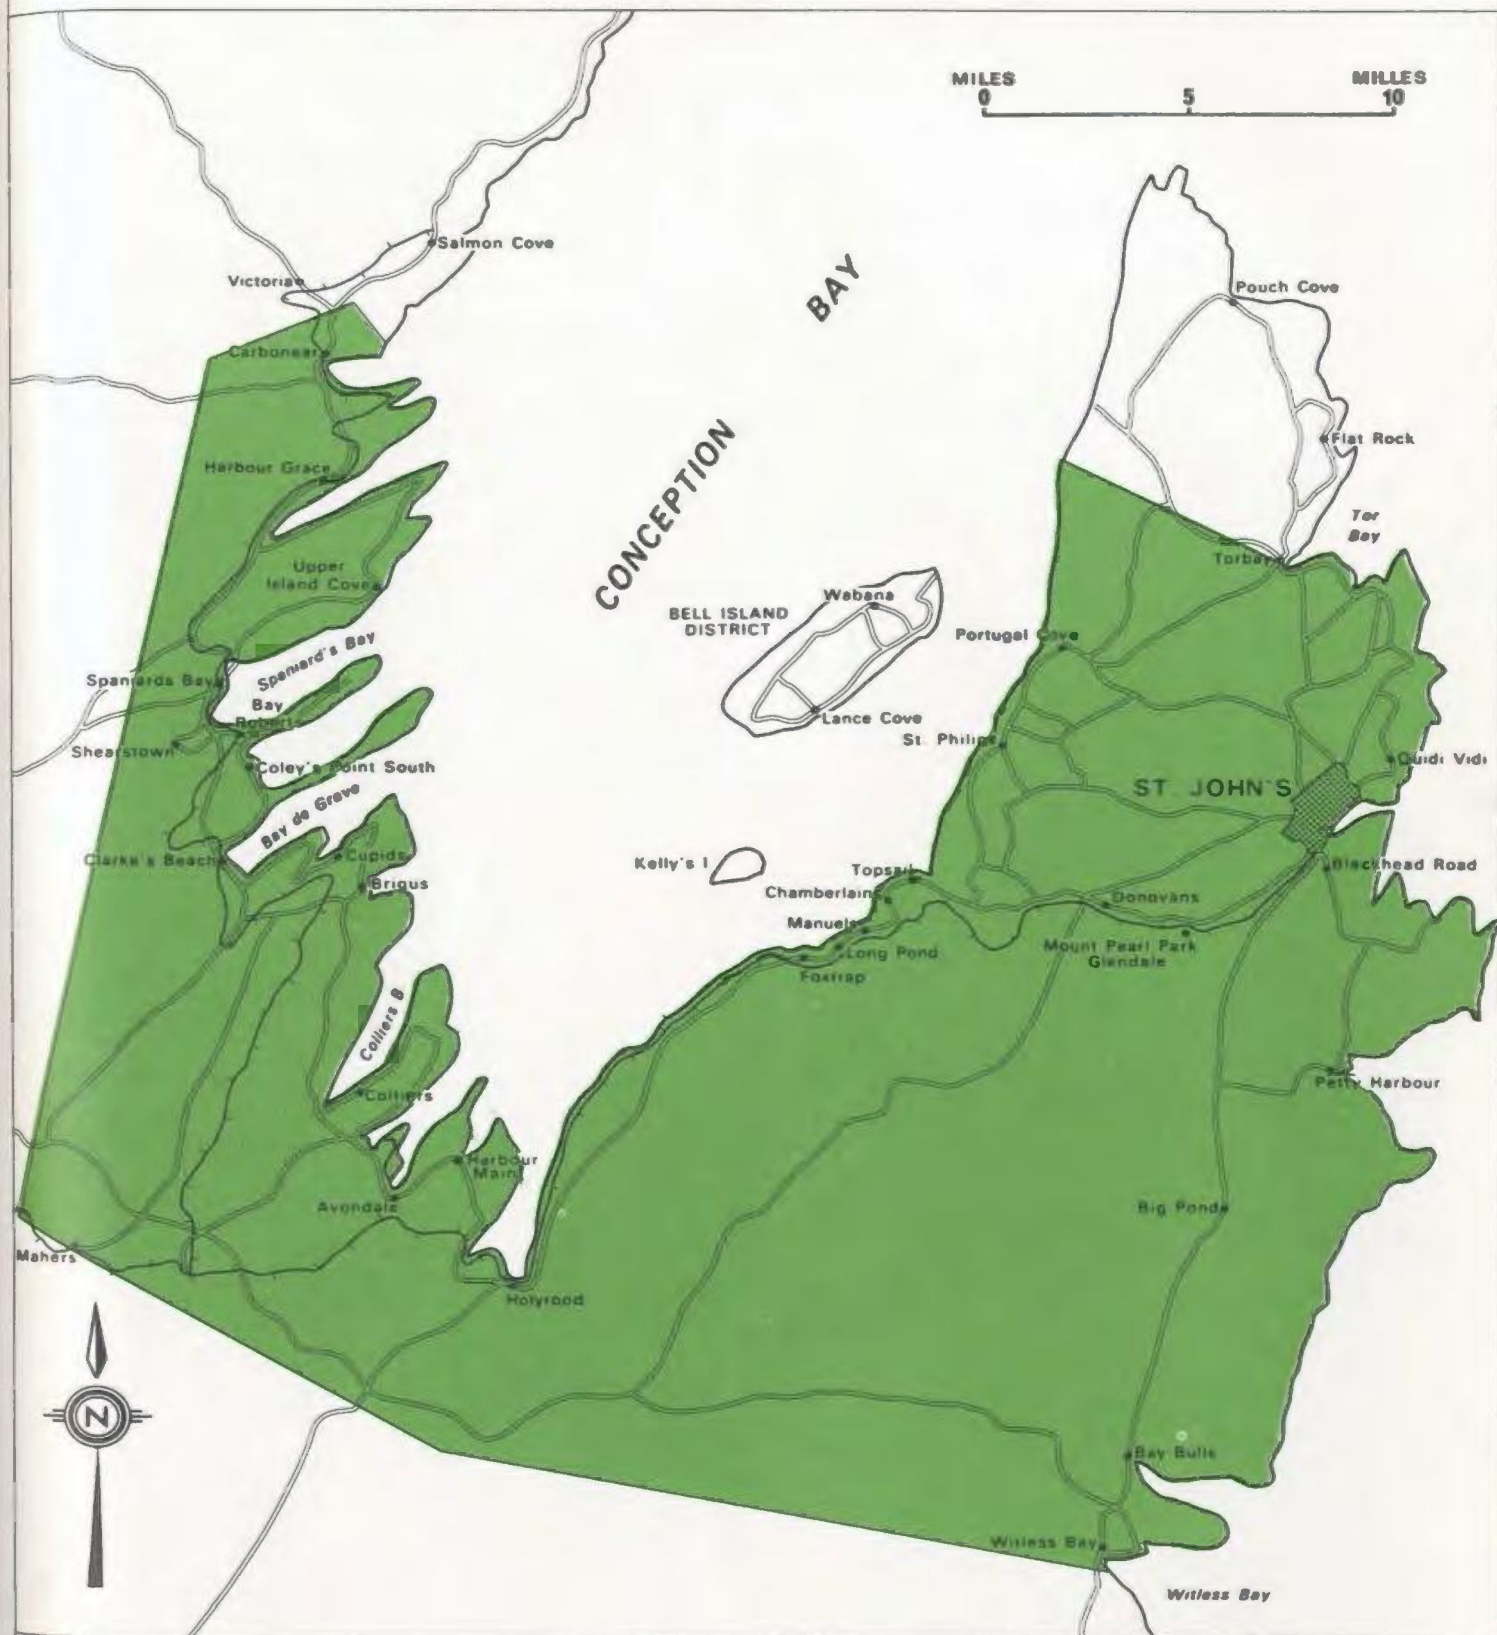 MILES MILLES
0 5 10
Salmon Cove
Victoria
BAY
Pouch Cove
Carbonear
CONCEPTION
Flat Rock
Harbour Grace
Tor
Bay
Torbay
Upper
Island Cove
Wabana
BELL ISLAND
DISTRICT
Portugal Cove
Spaniard's Bay
Spaniards Bay
Bay
Roberts
Lance Cove
St. Philips
Shearstown
Coley's Point South
Quidi Vidi
ST. JOHN'S
Bay de Grave
Clarke's Beach
Cupids
Kelly's I
Topsail
Blackhead Road
Brigus
Chamberlains
Donovans
Manuels
Mount Pearl Park
Glendale
Long Pond
Foxtrap
Colliers B
Colliers
Petty Harbour
Harbour
Main
Avondale
Big Pond
Mahers
Holyrood
N
Bay Bulls
Witless Bay
Witless Bay